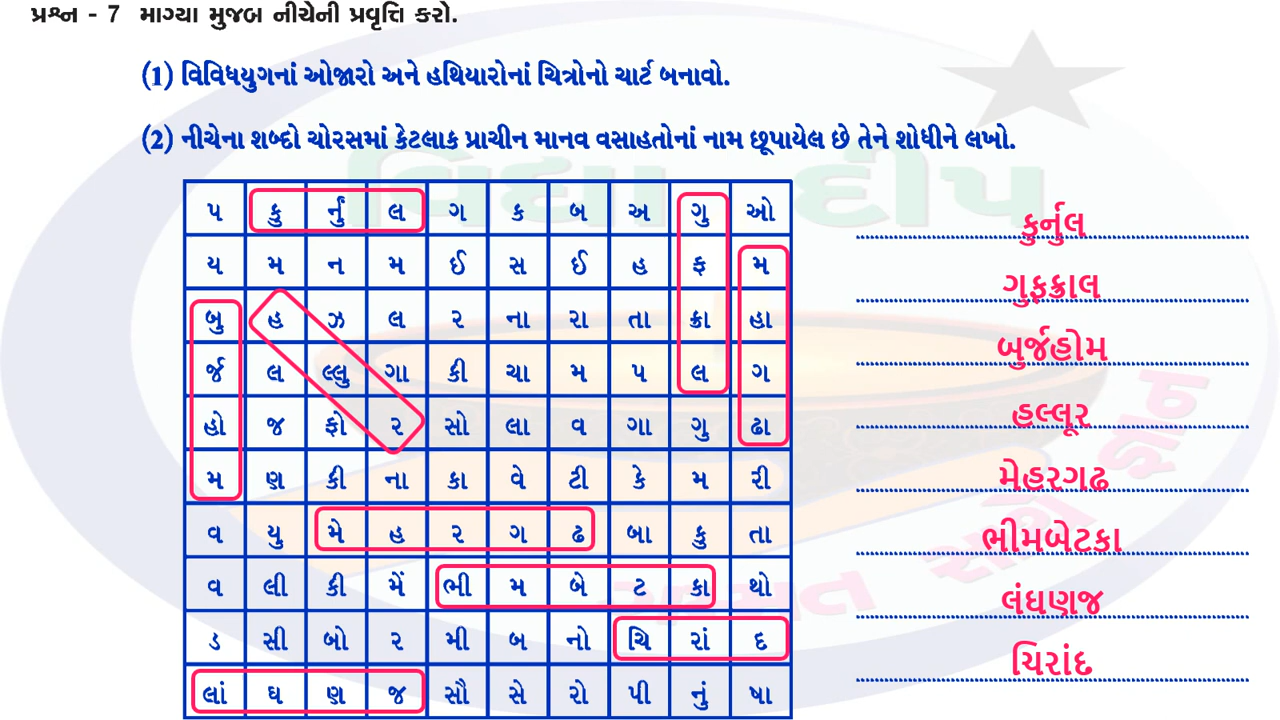 પ્રશ્ન - 7 માગ્યા મુજબ નીચેની પ્રવૃત્તિ કરો.
(1) વિવિધયુગનાં ઓજારો અને હથિયારોનાં ચિત્રોનો ચાર્ટ બનાવો.
(2) નીચેના શબ્દો ચોરસમાં કેટલાક પ્રાચીન માનવ વસાહતોનાં નામ છૂપાયેલ છે તેને શોધીને લખો.
વિદ્યા દીપ
પ કુ ર્નું લ ગ ક બ અ ગુ ઓ
ય મ ન મ ઈ સ ઈ હ ફ મ
બુ હ ઝ લ ર ના રા તા ક્રા હા
ર્જ લ લ્લુ ગા કી ચા મ પ લ ગ
હો જ ફો ર સો લા વ ગા ગુ ઢા
મ ણ કી ના કા વે ટી કે મ રી
વ યુ મે હ ર ગ ઢ બા કુ તા
વ લી કી મેં ભી મ બે ટ કા થો
ડ સી બો ર મી બ નો ચિ રાં દ
લાં ઘ ણ જ સૌ સે રો પી નું ષા
કુર્નુલ
ગુફક્રાલ
બુર્જહોમ
હલ્લૂર
મેહરગઢ
ભીમબેટકા
લંઘણજ
ચિરાંદ